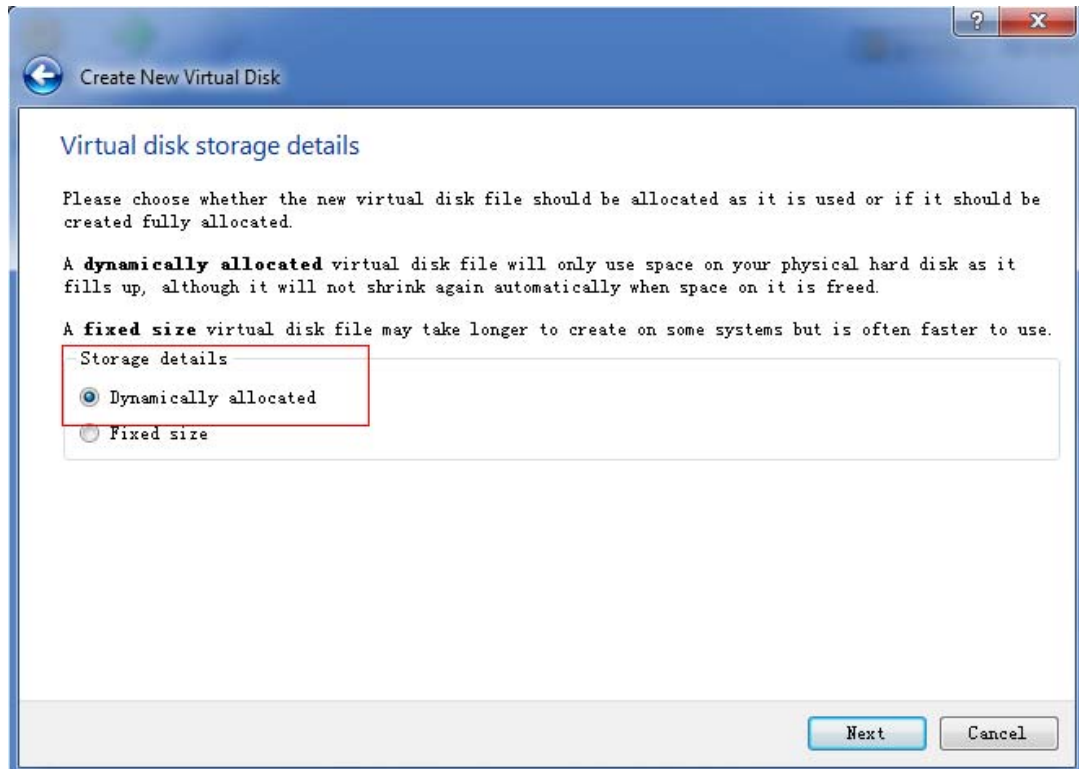 Create New Virtual Disk
Virtual disk storage details
Please choose whether the new virtual disk file should be allocated as it is used or if it should be
created fully allocated.
A dynamically allocated virtual disk file will only use space on your physical hard disk as it
fills up, although it will not shrink again automatically when space on it is freed.
A fixed size virtual disk file may take longer to create on some systems but is often faster to use.
Storage details
Dynamically allocated
Fixed size
Next Cancel